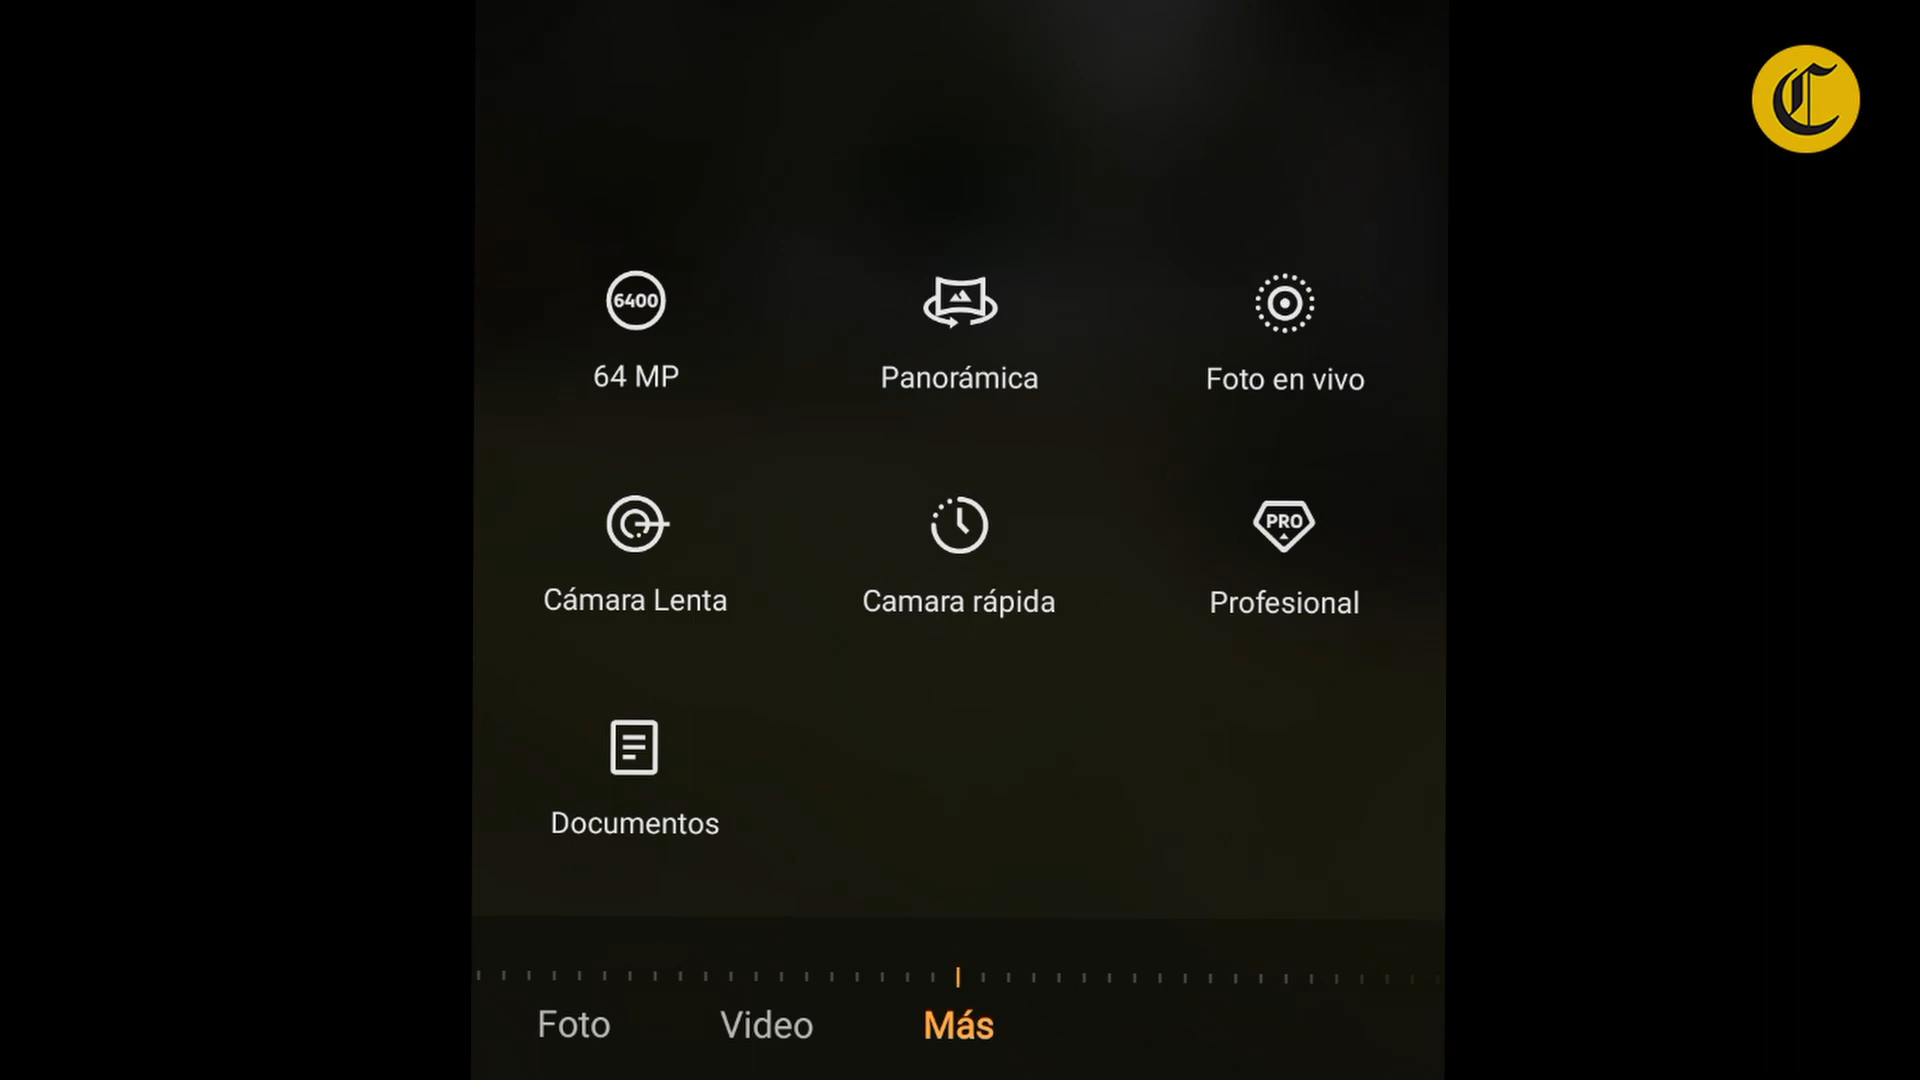 C
6400
64 MP
Panorámica
Foto en vivo
Cámara Lenta
Camara rápida
PRO
Profesional
Documentos
Foto
Video
Más